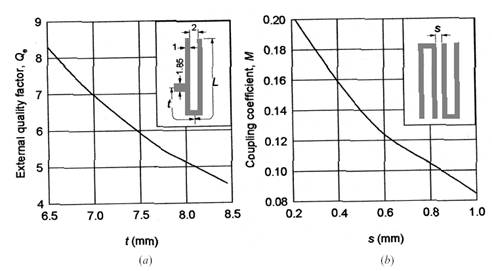 External quality factor, Qe
9
8
7
6
5
4
6.5 7.0 7.5 8.0 8.5
t (mm)
2
1
1.85
L
t
(a)
Coupling coefficient, M
0.20
0.18
0.16
0.14
0.12
0.10
0.08
0.2 0.4 0.6 0.8 1.0
s (mm)
s
(b)